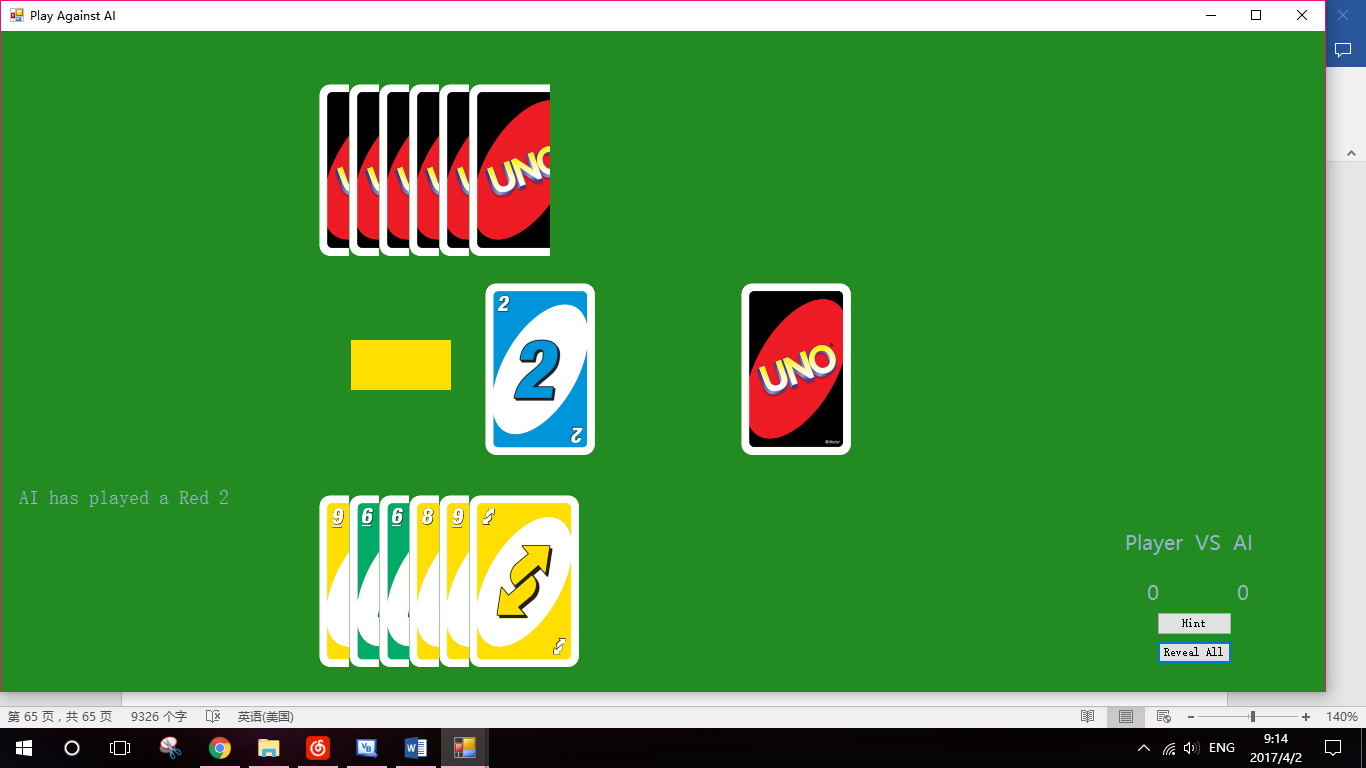 Play Against AI
UNO
2
2
2
UNO
©Mattel
AI has played a Red 2
9
6
6
8
9
Player VS AI
0 0
Hint
Reveal All
第 65 页，共 65 页 9326 个字 英语(美国) 140%
ENG
9:14
2017/4/2